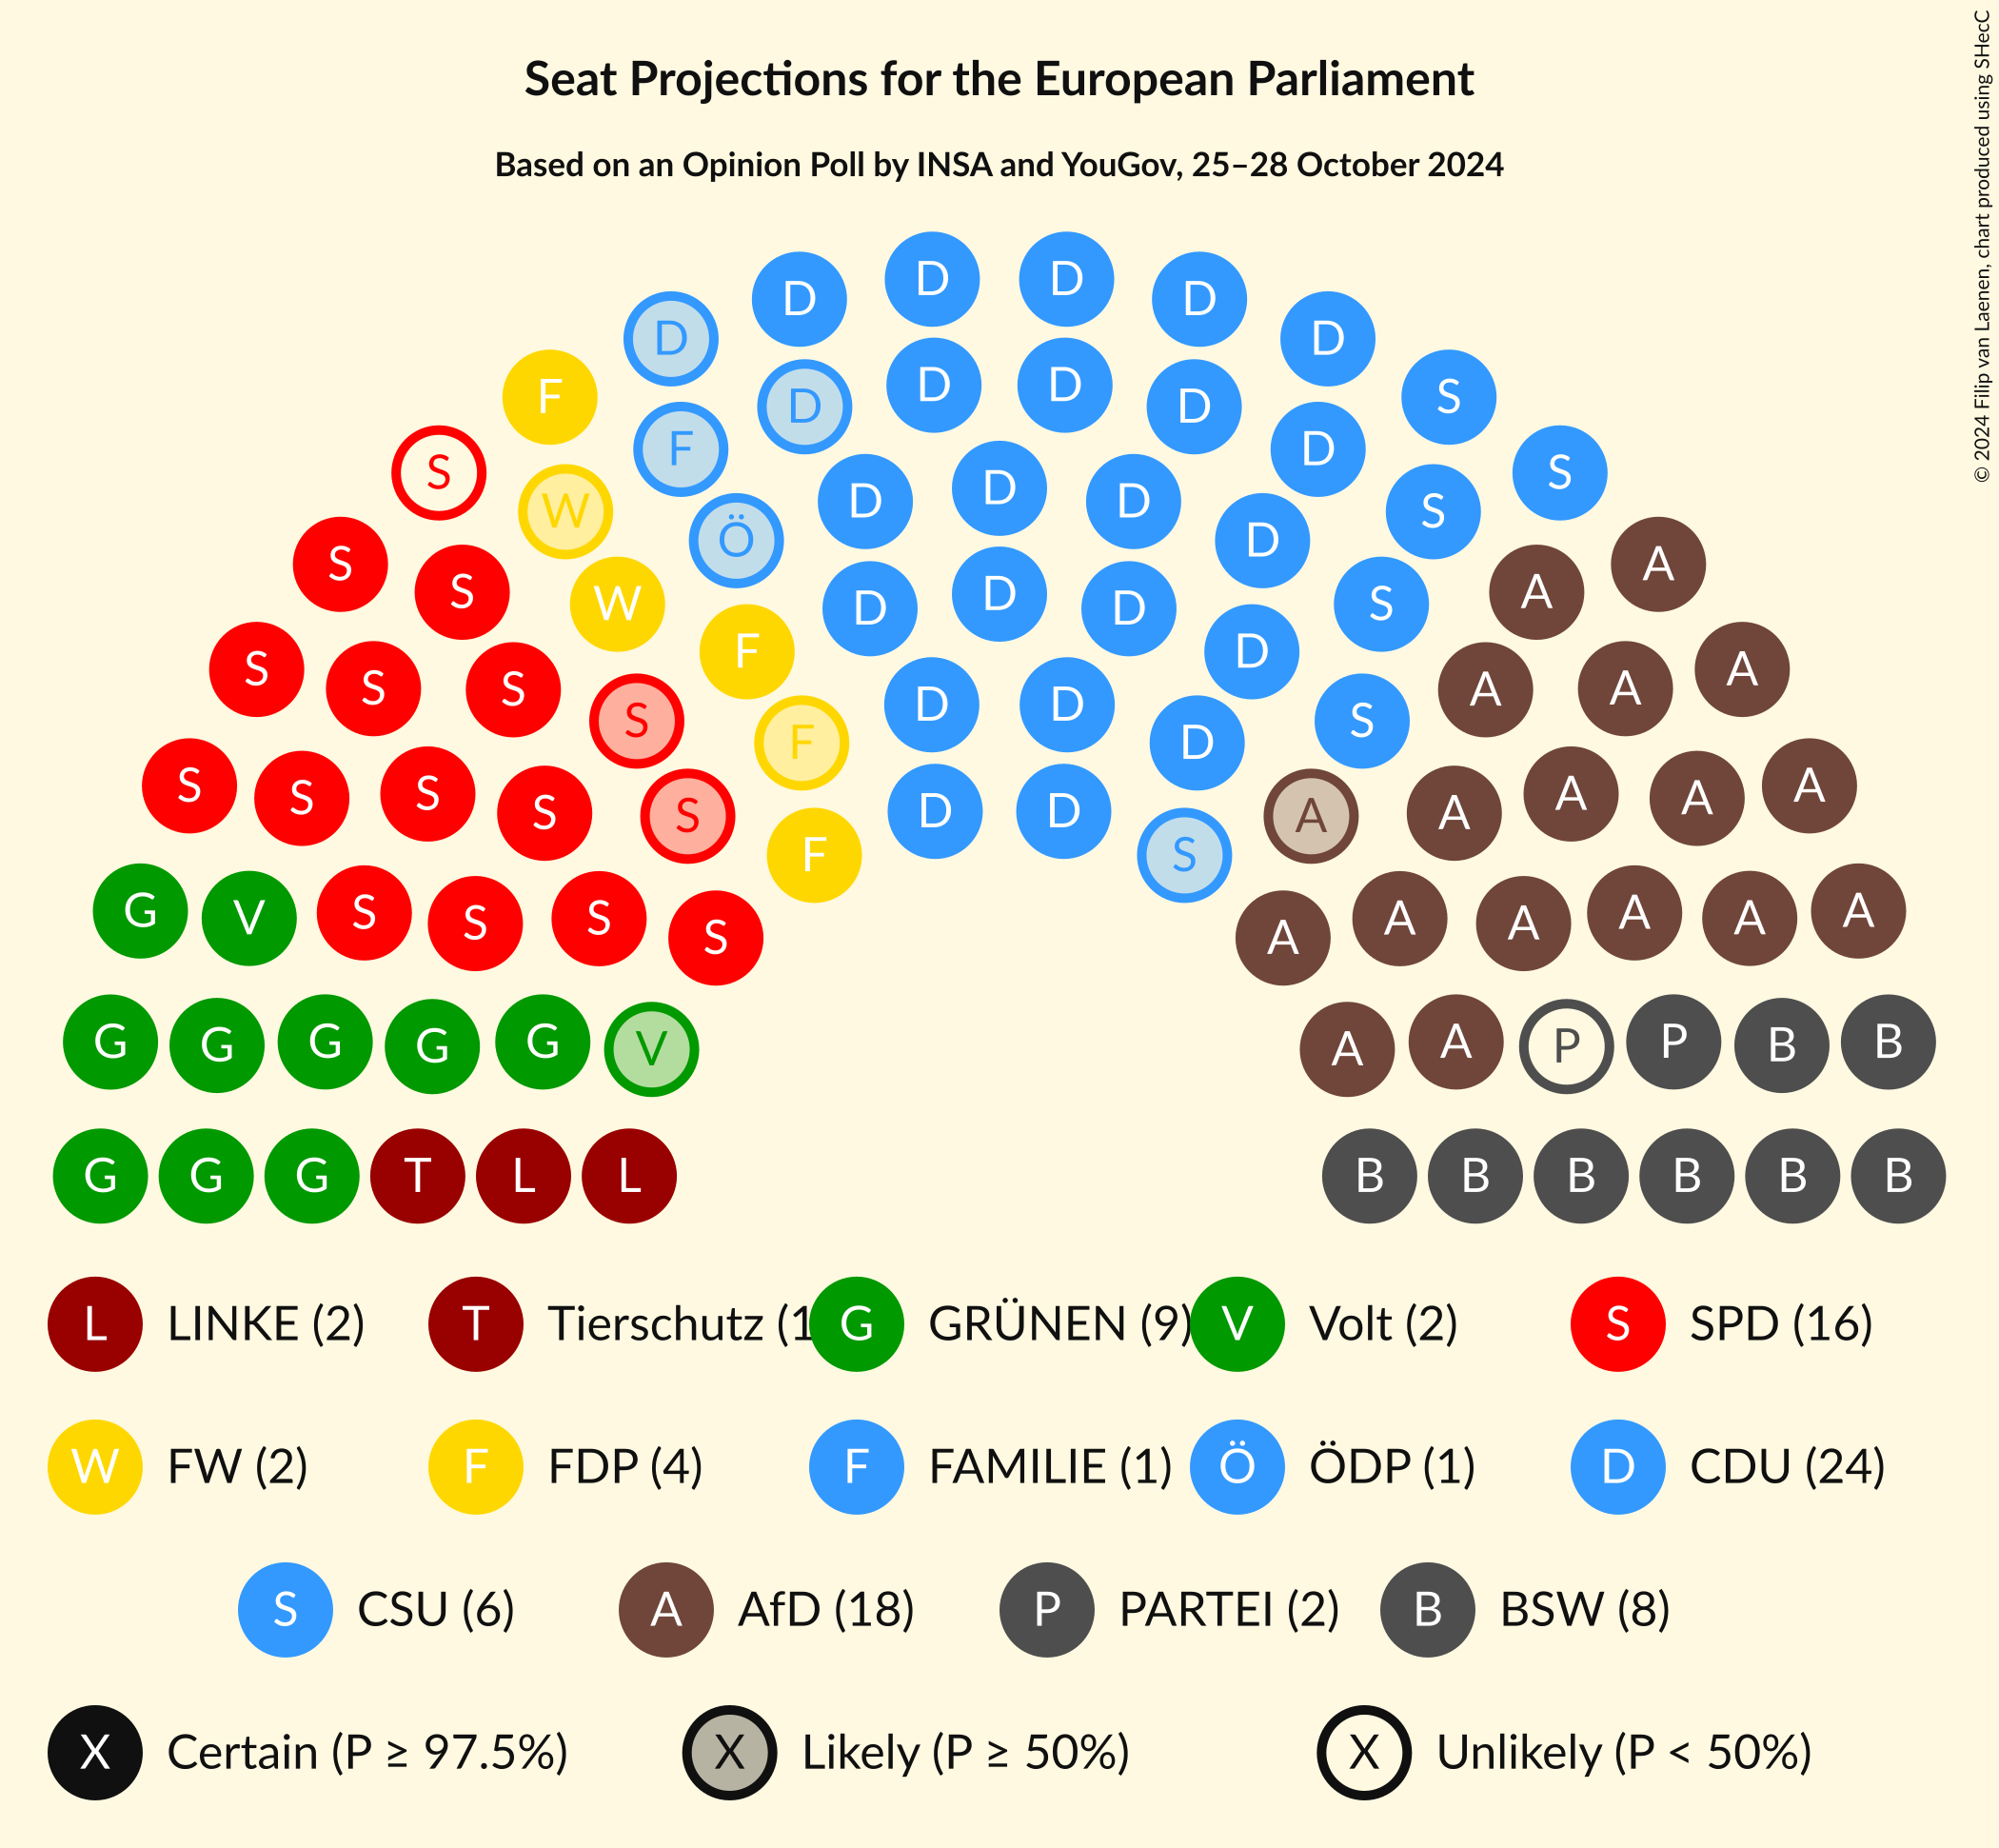 Seat Projections for the European Parliament
Based on an Opinion Poll by INSA and YouGov, 25–28 October 2024
© 2024 Filip van Laenen, chart produced using SHecC
D D D D
D D
F D D D D S
S F D D S
W Ö D D D D S
S S W D D D S A A
S S S F D D S A A A
S F D D D A
S S S S S F D D S A A A A A
G V S S S S A A A A A A
G G G G G V A A P P B B
G G G T L L B B B B B B
L LINKE (2) T Tierschutz (1 G GRÜNEN (9) V Volt (2) S SPD (16)
W FW (2) F FDP (4) F FAMILIE (1) Ö ÖDP (1) D CDU (24)
S CSU (6) A AfD (18) P PARTEI (2) B BSW (8)
X Certain (P ≥ 97.5%) X Likely (P ≥ 50%) X Unlikely (P < 50%)